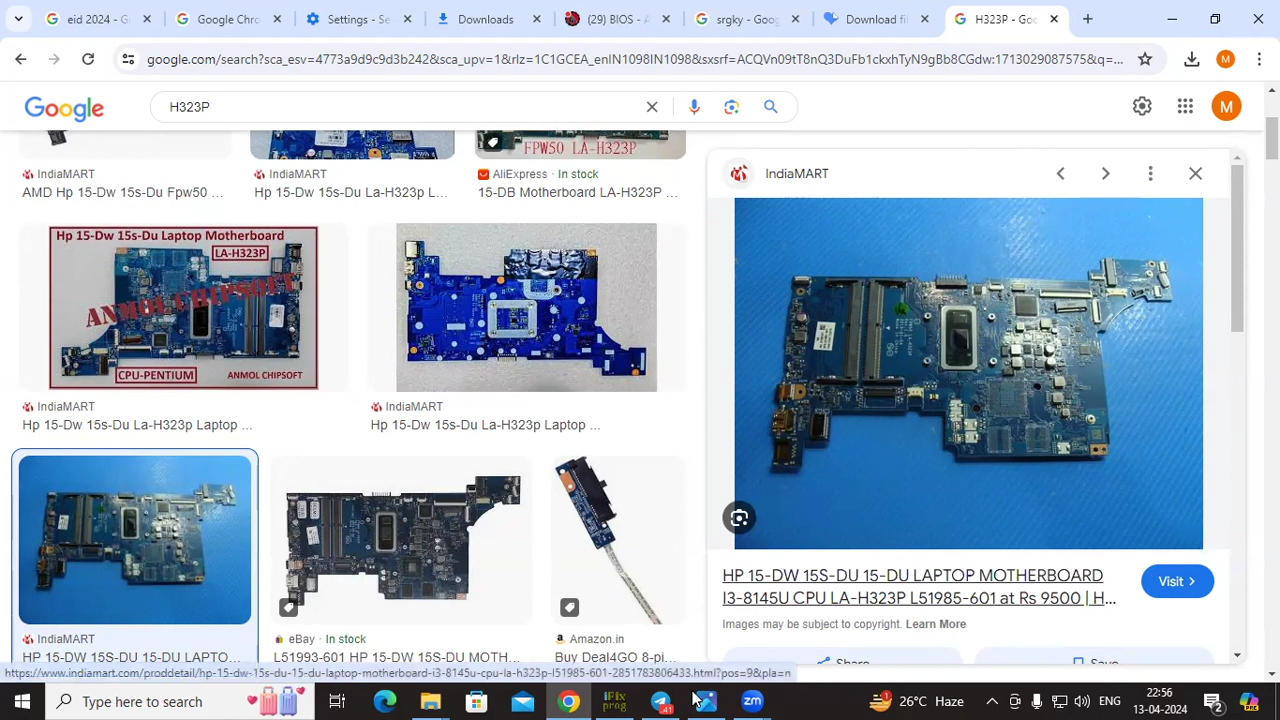 eid 2024 - G
Google Chro
Settings - Se
Downloads
(29) BIOS - A
srgky - Goog
Download fi
H323P - Goo
google.com/search?sca_esv=4773a9d9c9d3b242&sca_upv=1&rlz=1C1GCEA_enIN1098IN1098&sxsrf=ACQVn09tT8nQ3DuFb1ckxhTyN9gBb8CGdw:1713029087575&q=...
M
Google
H323P
M
FPW50 LA-H323P
IndiaMART
IndiaMART
AliExpress · In stock
AMD Hp 15-Dw 15s-Du Fpw50 ...
Hp 15-Dw 15s-Du La-H323p L...
15-DB Motherboard LA-H323P ...
IndiaMART
Hp 15-Dw 15s-Du Laptop Motherboard
LA-H323P
ANMOL CHIPSOFT
CPU-PENTIUM
ANMOL CHIPSOFT
IndiaMART
IndiaMART
Hp 15-Dw 15s-Du La-H323p Laptop ...
Hp 15-Dw 15s-Du La-H323p Laptop ...
HP 15-DW 15S-DU 15-DU LAPTOP MOTHERBOARD
I3-8145U CPU LA-H323P L51985-601 at Rs 9500 | H...
Visit
Images may be subject to copyright. Learn More
Share
Save
IndiaMART
eBay · In stock
Amazon.in
HP 15-DW 15S-DU 15-DU LAPTO...
L51993-601 HP 15-DW 15S MOTH...
Buy Deal4GO 8-pi...
https://www.indiamart.com/proddetail/hp-15-dw-15s-du-15-du-laptop-motherboard-i3-8145u-cpu-la-h323p-l51985-601-2851783806433.html?pos=9&pla=n
Type here to search
iFix
prog
41
26°C Haze
ENG
22:56
13-04-2024
2